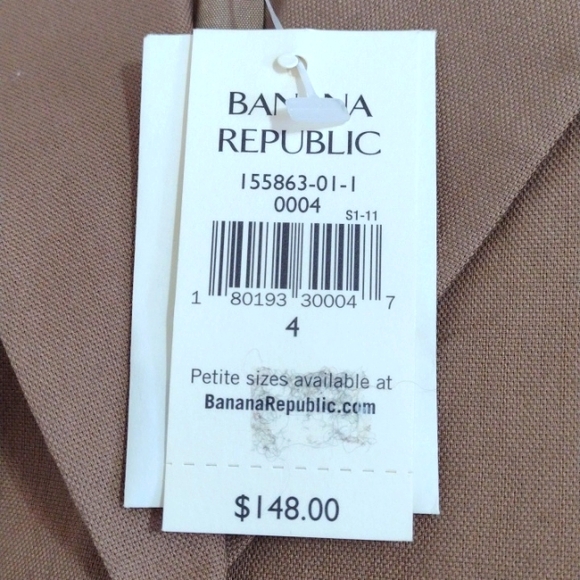 BANANA
REPUBLIC
155863-01-1
0004
S1-11
1 80193 30004 7
4
Petite sizes available at
BananaRepublic.com
$148.00